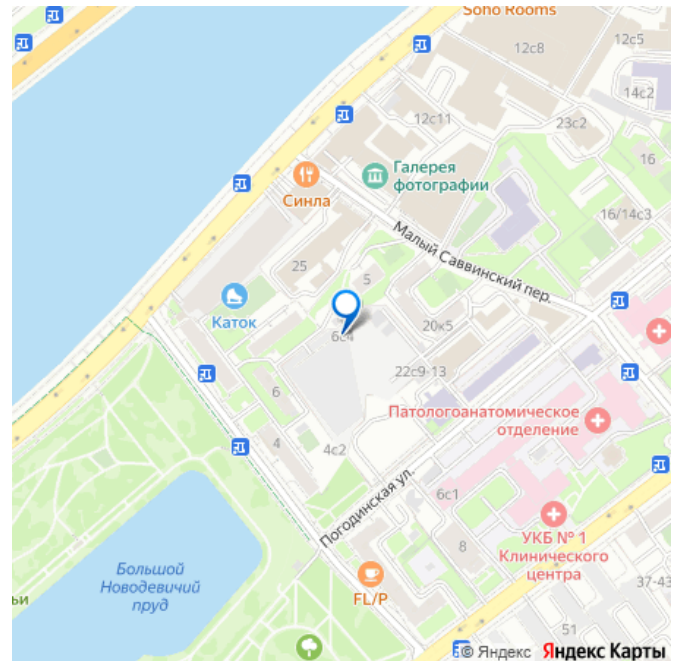 Soho Rooms
12с8
12с5
14с2
12с11
23с2
16
Галерея
фотографии
Синла
16/14с3
Малый Саввинский пер.
25
5
Каток
6с4
20к5
22с9-13
6
Патологоанатомическое
отделение
4
4с2
Погодинская ул.
6с1
8
УКБ № 1
Клинического
центра
Большой
Новодевичий
пруд
ьи
FL/P
37-43
51
© Яндекс Яндекс Карты